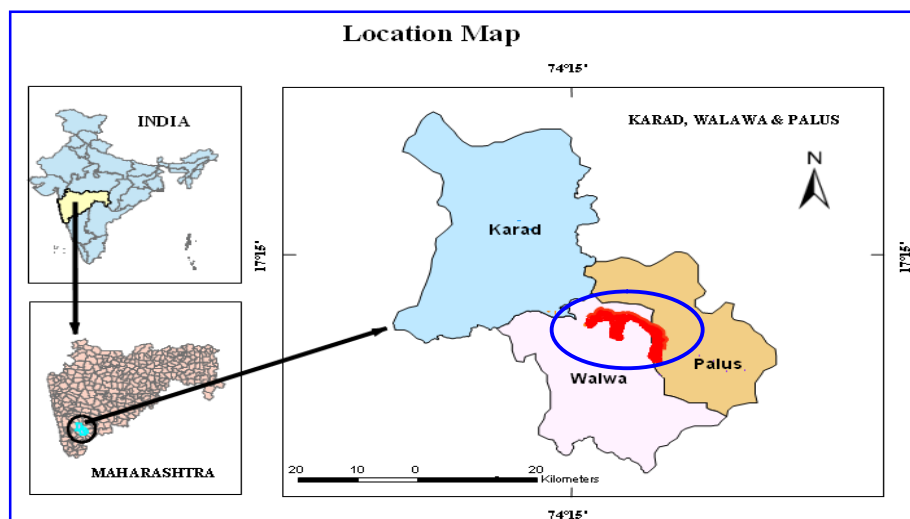 Location Map
74°15'
INDIA
KARAD, WALAWA & PALUS
N
Karad
17°15'
17°15'
Palus
Walwa
MAHARASHTRA
20 10 0 20
Kilometers
74°15'